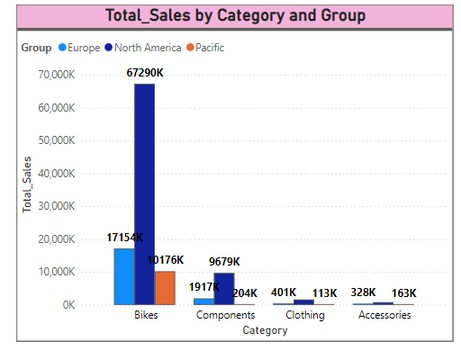 Total_Sales by Category and Group
Group Europe North America Pacific
70,000K
60,000K
50,000K
40,000K
30,000K
20,000K
10,000K
0K
Total_Sales
67290K
17154K
10176K
1917K
9679K
204K
401K
113K
328K
163K
Bikes Components Clothing Accessories
Category